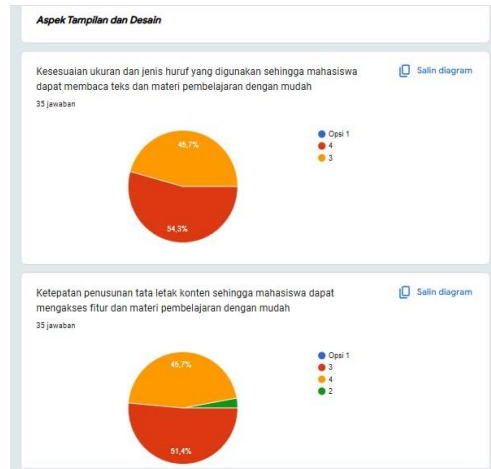 Aspek Tampilan dan Desain
Kesesuaian ukuran dan jenis huruf yang digunakan sehingga mahasiswa
dapat membaca teks dan materi pembelajaran dengan mudah
Salin diagram
35 jawaban
Opsi 1
4
3
45,7%
54,3%
Ketepatan penusunan tata letak konten sehingga mahasiswa dapat
mengakses fitur dan materi pembelajaran dengan mudah
Salin diagram
35 jawaban
Opsi 1
3
4
2
45,7%
51,4%